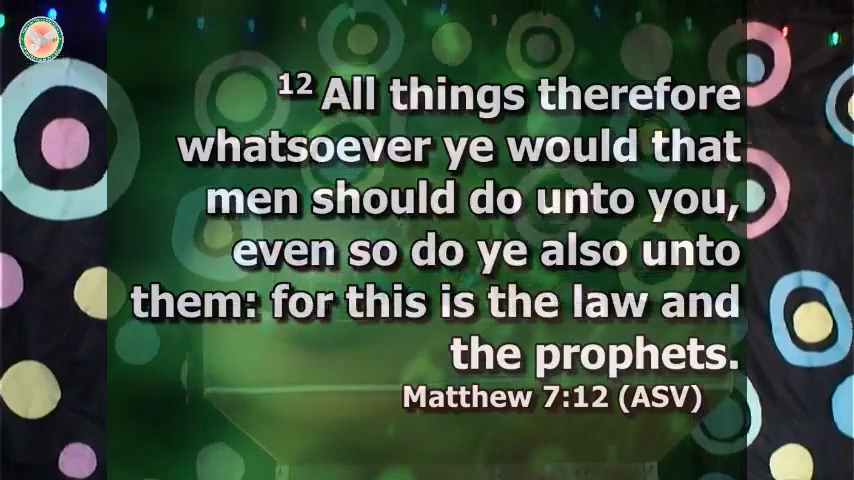 12 All things therefore
whatsoever ye would that
men should do unto you,
even so do ye also unto
them: for this is the law and
the prophets.
Matthew 7:12 (ASV)